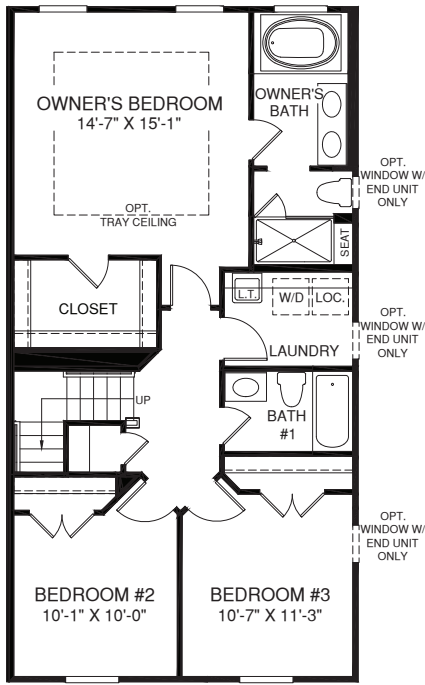 OWNER'S BEDROOM
14'-7" X 15'-1"
OPT.
TRAY CEILING
OWNER'S
BATH
OPT.
WINDOW W/
END UNIT
ONLY
SEAT
CLOSET
L.T.
W/D
LOC.
LAUNDRY
OPT.
WINDOW W/
END UNIT
ONLY
UP
BATH
#1
OPT.
WINDOW W/
END UNIT
ONLY
BEDROOM #2
10'-1" X 10'-0"
BEDROOM #3
10'-7" X 11'-3"